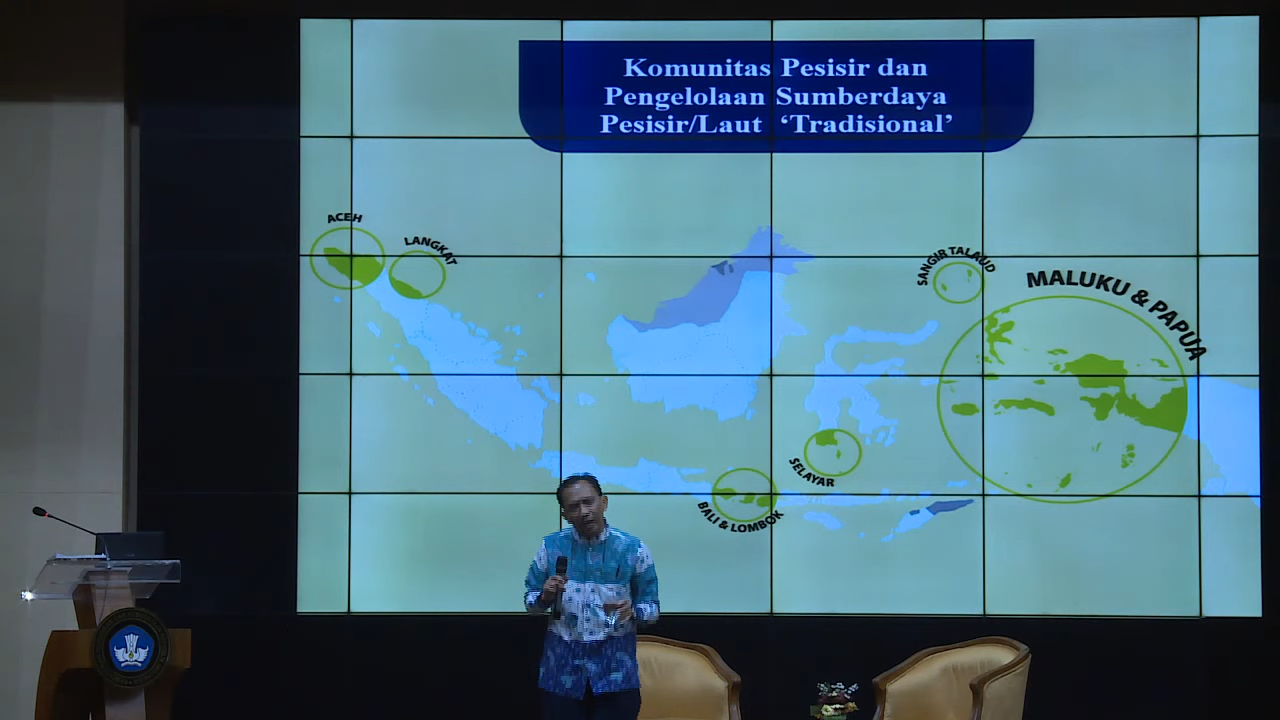 Komunitas Pesisir dan
Pengelolaan Sumberdaya
Pesisir/Laut 'Tradisional'
ACEH
LANGKAT
SANGIR TALAUD
MALUKU & PAPUA
SELAYAR
BALI & LOMBOK